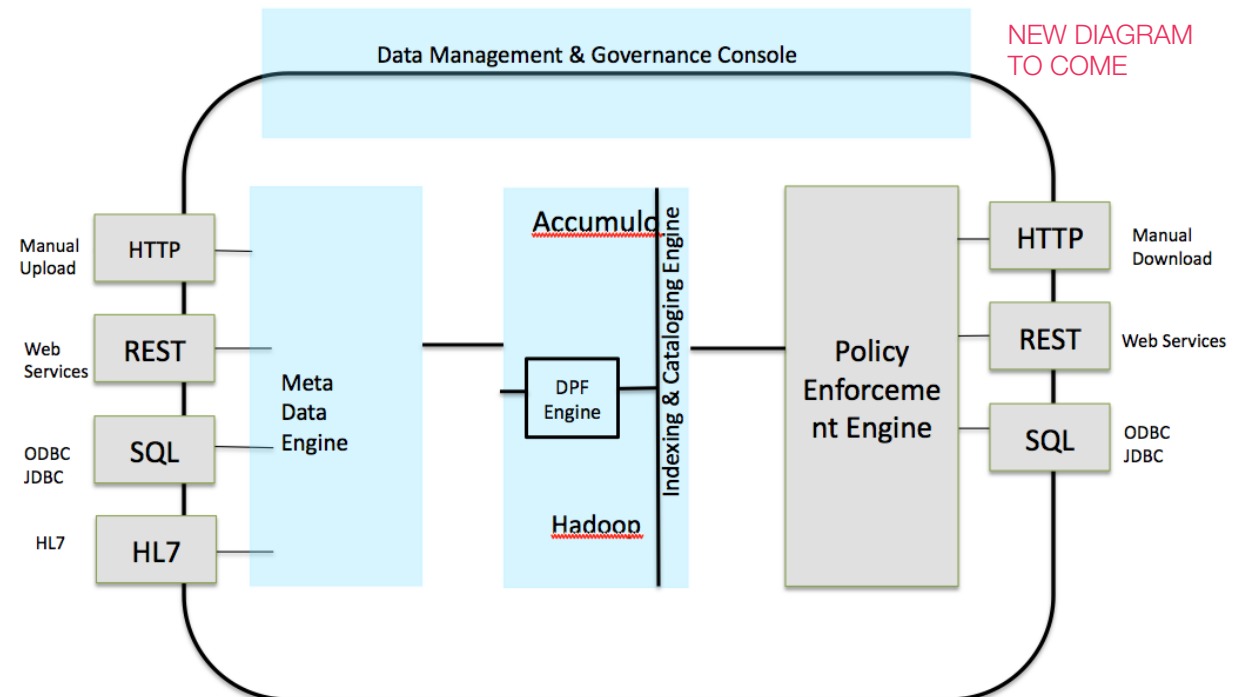 Data Management & Governance Console
NEW DIAGRAM
TO COME
Manual
Upload
HTTP
Web
Services
REST
ODBC
JDBC
SQL
HL7
HL7
Meta
Data
Engine
Accumulo
DPF
Engine
Hadoop
Indexing & Cataloging Engine
Policy
Enforceme
nt Engine
HTTP
Manual
Download
REST
Web Services
SQL
ODBC
JDBC